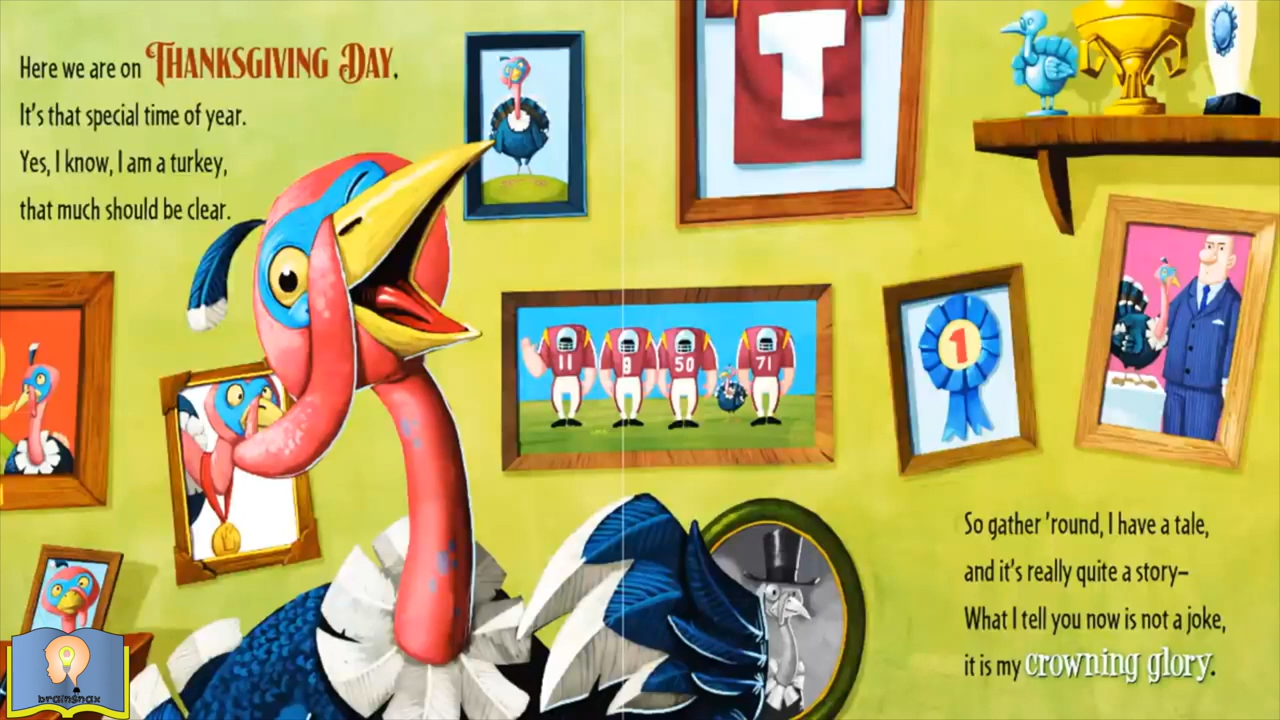 Here we are on THANKSGIVING DAY.
It's that special time of year.
Yes, I know, I am a turkey,
that much should be clear.
T
11 9 50 71
1
1
So gather 'round, I have a tale,
and it's really quite a story–
What I tell you now is not a joke,
it is my crowning glory.
brainsnax